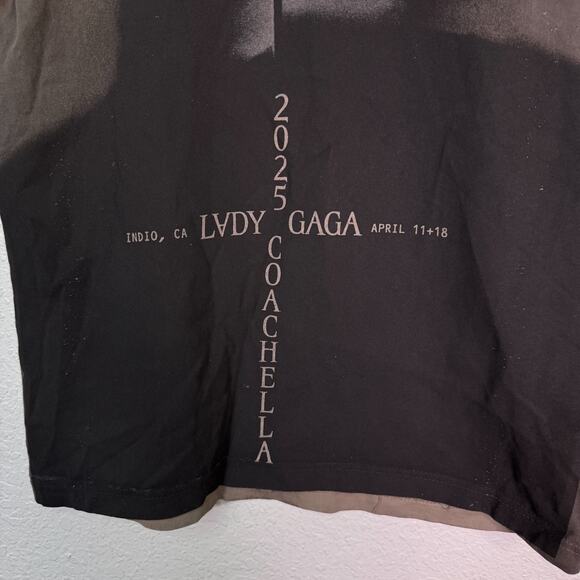 2025 COACHELLA
INDIO, CA LADY GAGA APRIL 11+18